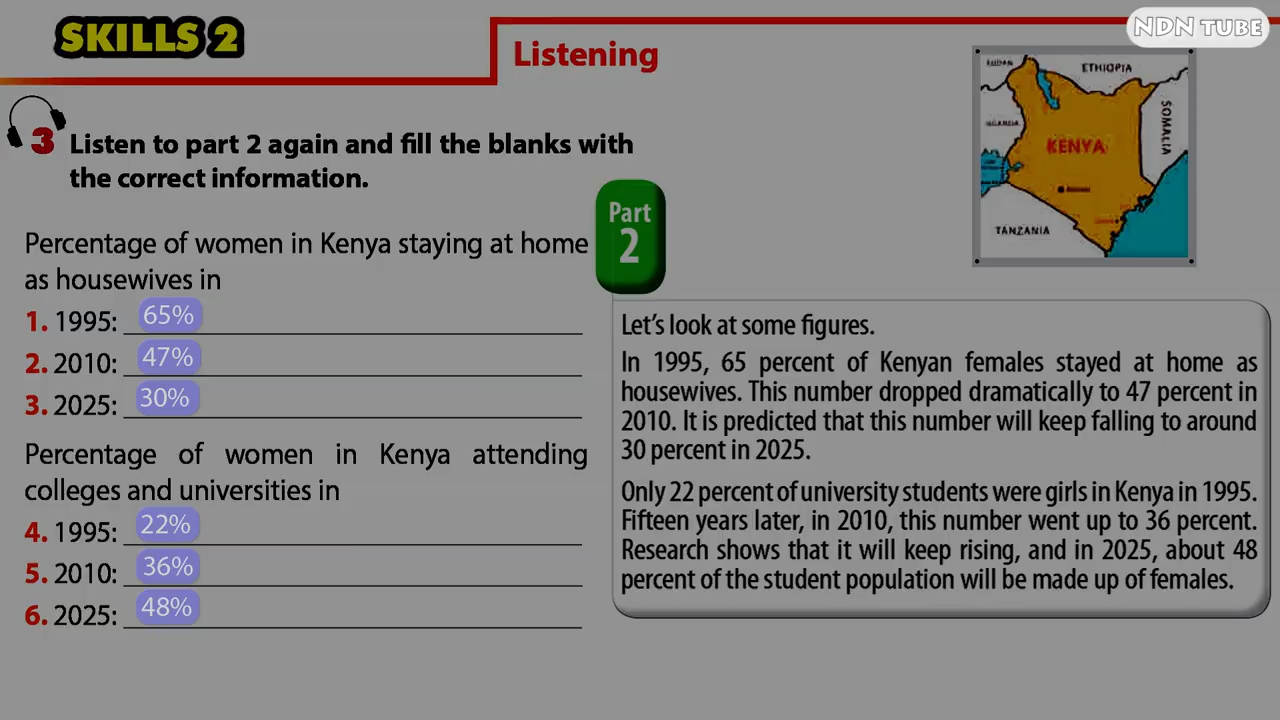 SKILLS 2
Listening
NDN TUBE
3 Listen to part 2 again and fill the blanks with
the correct information.
Percentage of women in Kenya staying at home
as housewives in
1. 1995: 65%
2. 2010: 47%
3. 2025: 30%
Percentage of women in Kenya attending
colleges and universities in
4. 1995: 22%
5. 2010: 36%
6. 2025: 48%
Part
2
ETHIOPIA
SOMALIA
KENYA
TANZANIA
Let's look at some figures.
In 1995, 65 percent of Kenyan females stayed at home as
housewives. This number dropped dramatically to 47 percent in
2010. It is predicted that this number will keep falling to around
30 percent in 2025.
Only 22 percent of university students were girls in Kenya in 1995.
Fifteen years later, in 2010, this number went up to 36 percent.
Research shows that it will keep rising, and in 2025, about 48
percent of the student population will be made up of females.